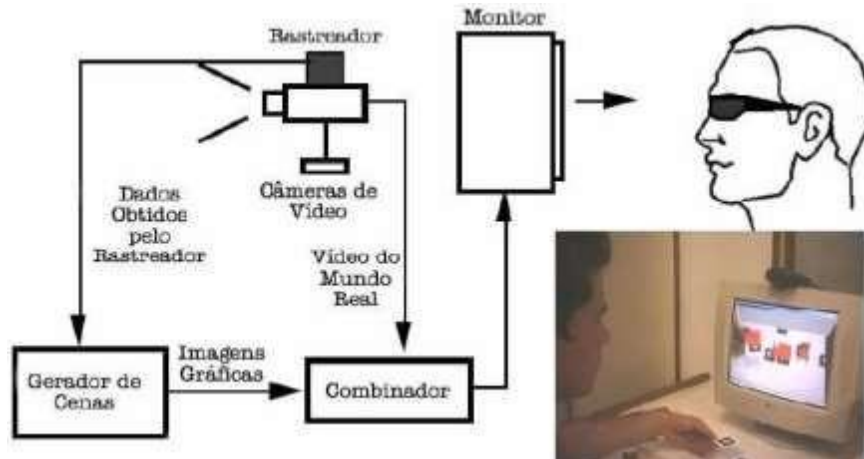 Monitor
Rastreador
Câmeras de
Vídeo
Dados
Obtidos
pelo
Rastreador
Vídeo do
Mundo
Real
Imagens
Gráficas
Gerador de
Cenas
Combinador